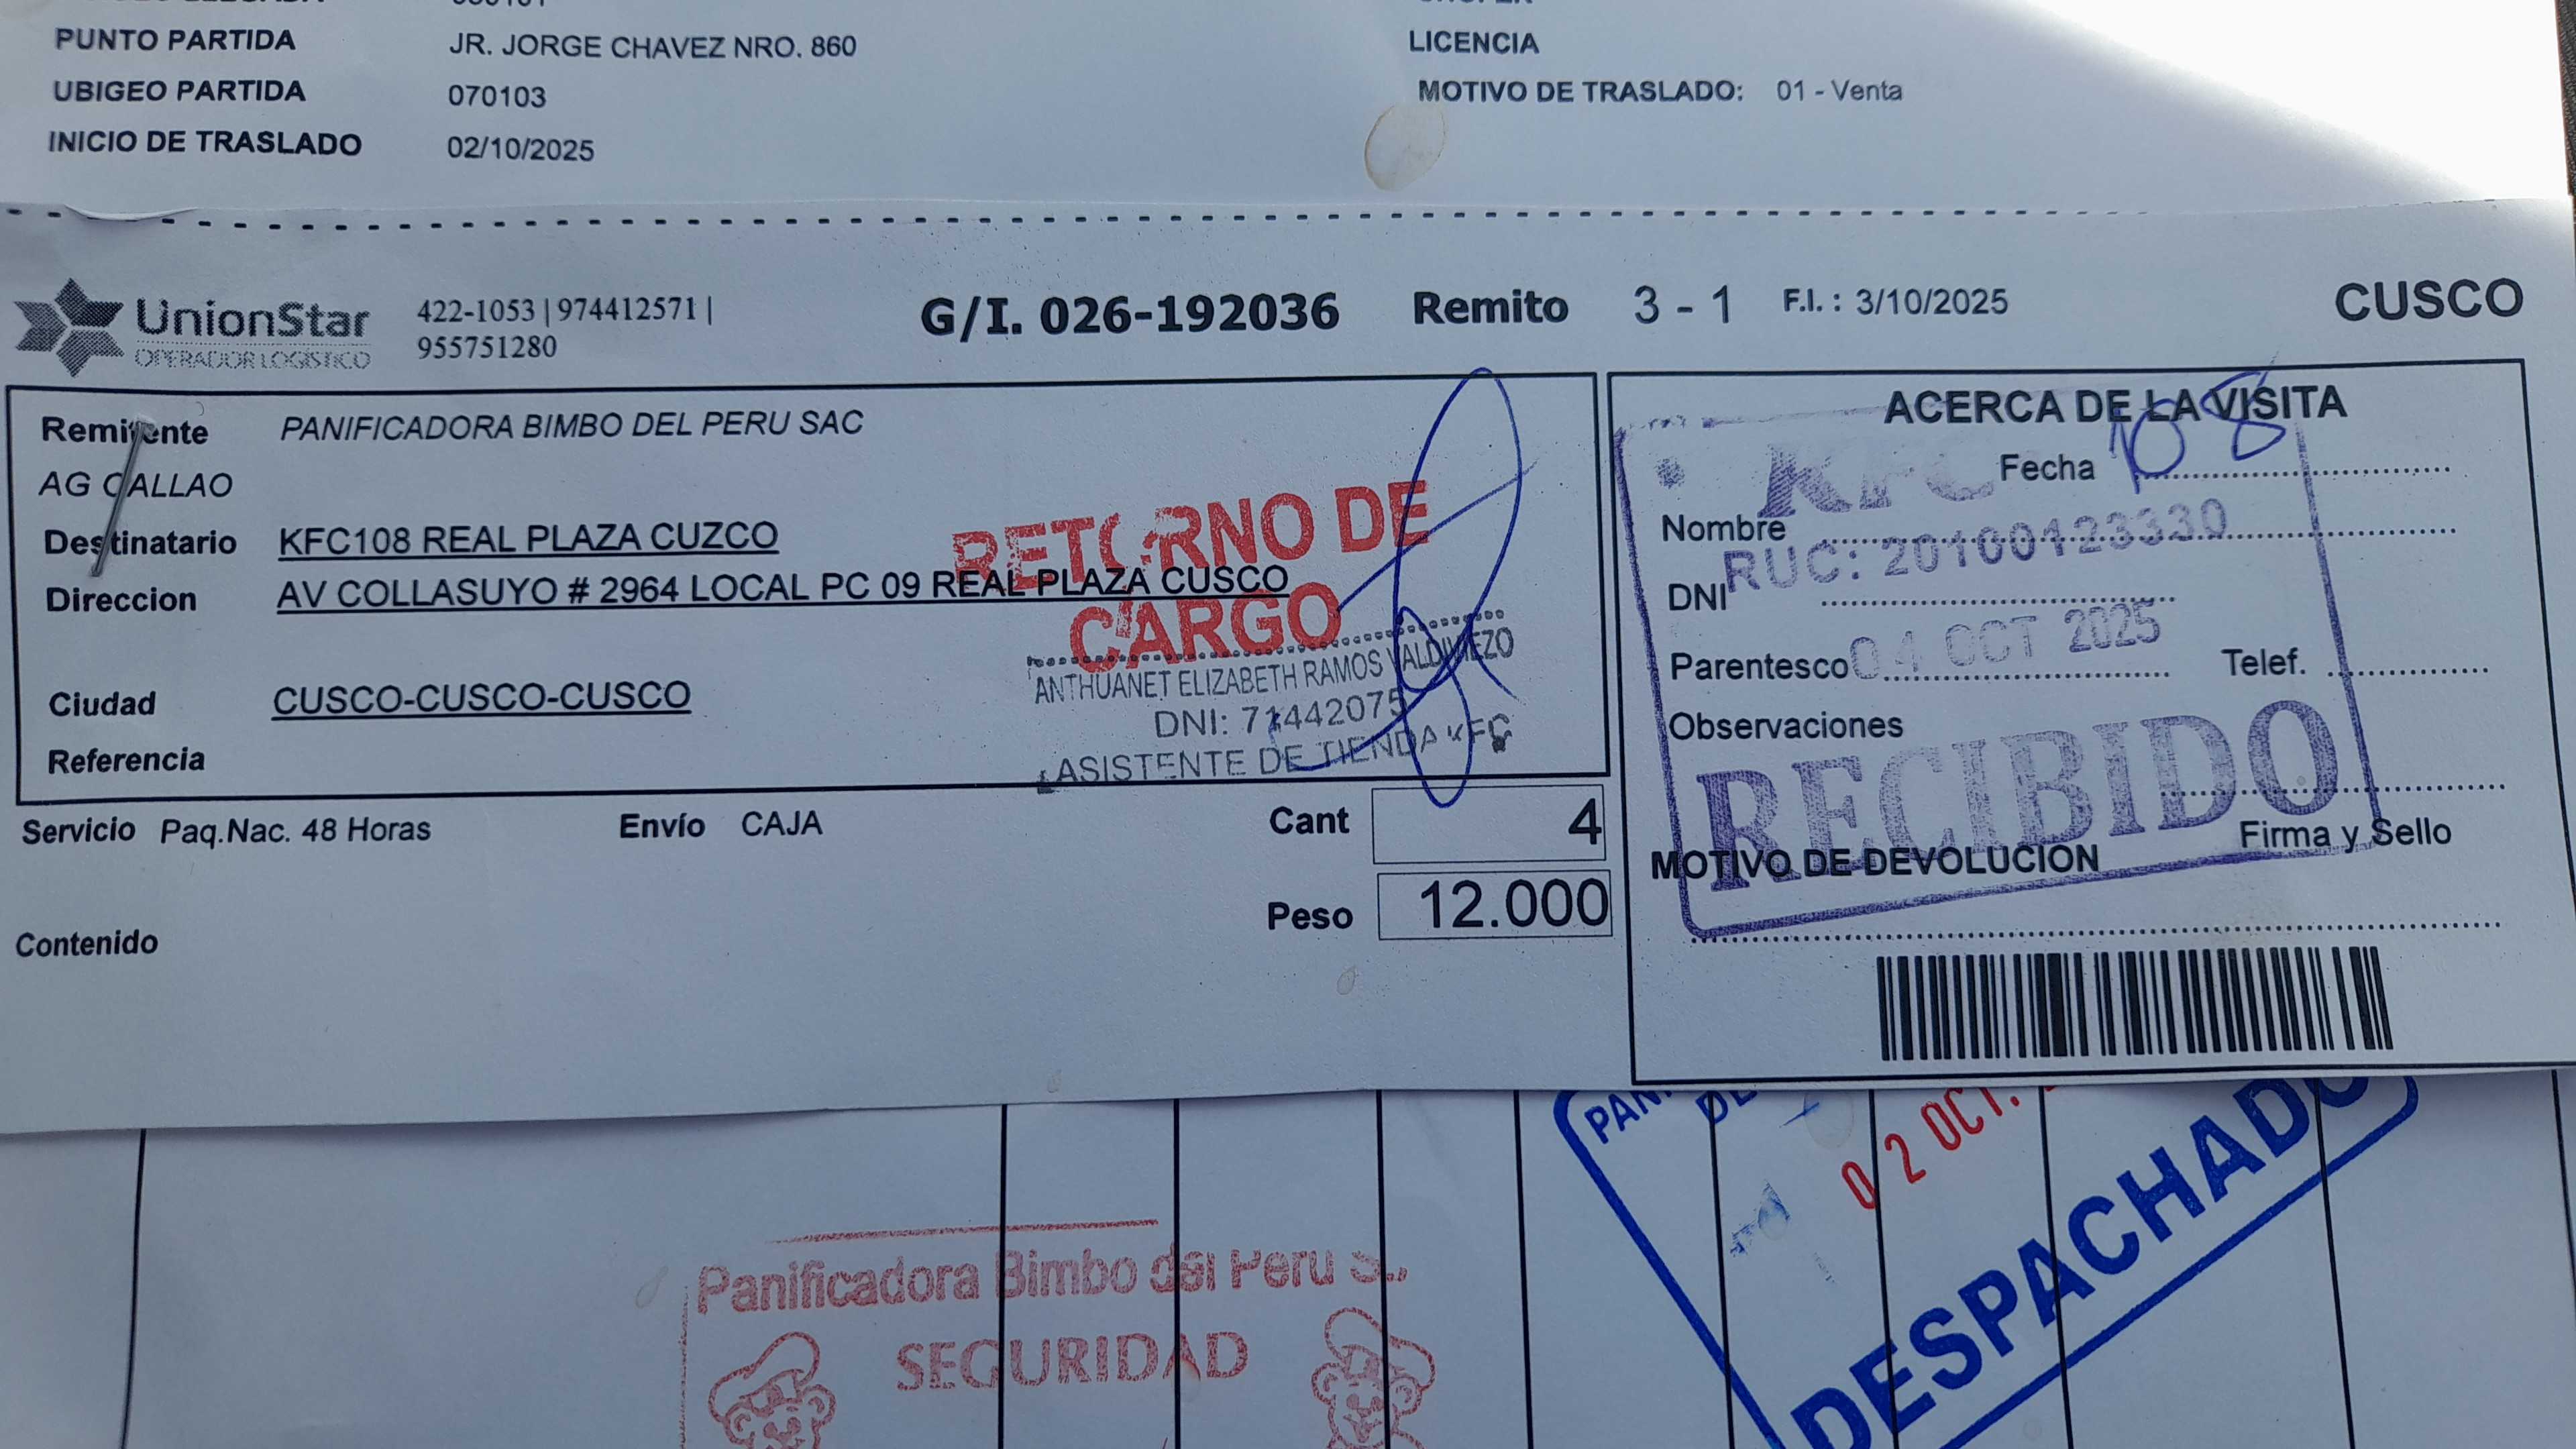 PUNTO PARTIDA JR. JORGE CHAVEZ NRO. 860 LICENCIA
UBIGEO PARTIDA 070103 MOTIVO DE TRASLADO: 01 - Venta
INICIO DE TRASLADO 02/10/2025
UnionStar
OPERADOR LOGISTICO
422-1053 | 974412571 |
955751280
G/I. 026-192036 Remito 3 - 1 F.I. : 3/10/2025 CUSCO
Remitente PANIFICADORA BIMBO DEL PERU SAC
AG CALLAO
Destinatario KFC108 REAL PLAZA CUZCO
Direccion AV COLLASUYO # 2964 LOCAL PC 09 REAL PLAZA CUSCO
Ciudad CUSCO-CUSCO-CUSCO
Referencia
RETORNO DE
CARGO
ANTHUANET ELIZABETH RAMOS VALDIVIEZO
DNI: 71442075
ASISTENTE DE TIENDA KFC
Servicio Paq.Nac. 48 Horas Envío CAJA Cant 4
Peso 12.000
Contenido
ACERCA DE LA VISITA
Fecha
Nombre
DNI
Parentesco Telef.
Observaciones
Firma y Sello
MOTIVO DE DEVOLUCION
KFC
RUC: 20100123330
04 OCT 2025
RECIBIDO
02 OCT.
DESPACHADO
Panificadora Bimbo del Peru S.
SEGURIDAD